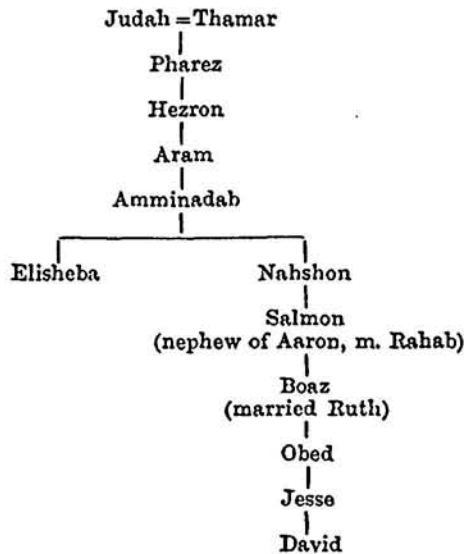 Judah = Thamar
Pharez
Hezron
Aram
Amminadab
Elisheba Nahshon
Salmon
(nephew of Aaron, m. Rahab)
Boaz
(married Ruth)
Obed
Jesse
David